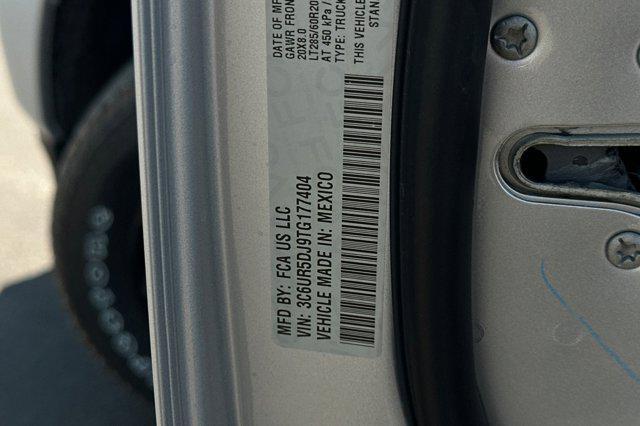 DATE OF MF
GAWR FRON
20X8.0
LT285/60R20
AT 450 kPa /
TYPE: TRUCK
THIS VEHICLE
STAN
MFD BY: FCA US LLC
VIN: 3C6UR5DJ9TG177404
VEHICLE MADE IN: MEXICO